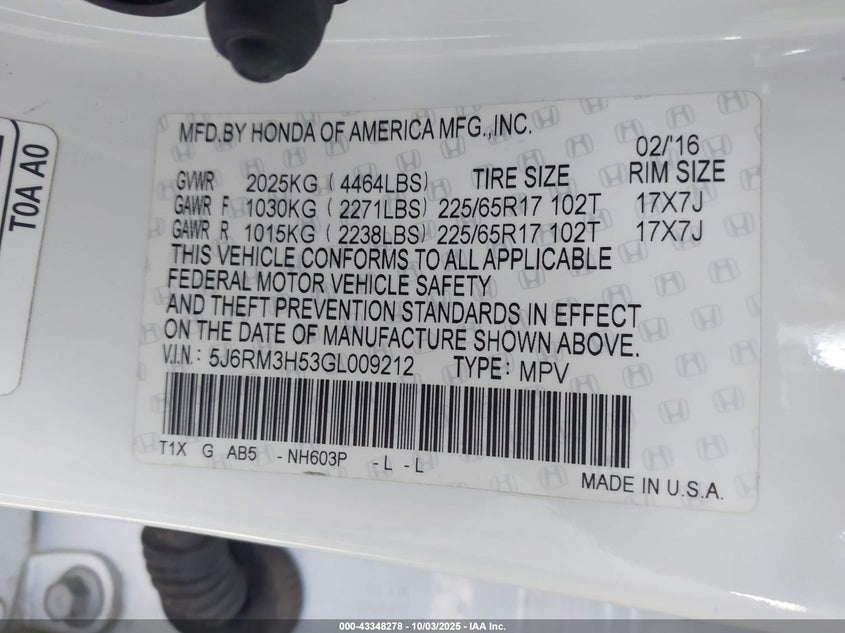 MFD.BY HONDA OF AMERICA MFG.,INC.
02/'16
GVWR 2025KG ( 4464LBS) TIRE SIZE RIM SIZE
GAWR F 1030KG ( 2271LBS) 225/65R17 102T 17X7J
GAWR R 1015KG ( 2238LBS) 225/65R17 102T 17X7J
THIS VEHICLE CONFORMS TO ALL APPLICABLE
FEDERAL MOTOR VEHICLE SAFETY
AND THEFT PREVENTION STANDARDS IN EFFECT
ON THE DATE OF MANUFACTURE SHOWN ABOVE.
V.I.N.: 5J6RM3H53GL009212 TYPE: MPV
T1X G AB5 - NH603P - L - L
MADE IN U.S.A.
T0A A0
000-43348278 - 10/03/2025 - IAA Inc.